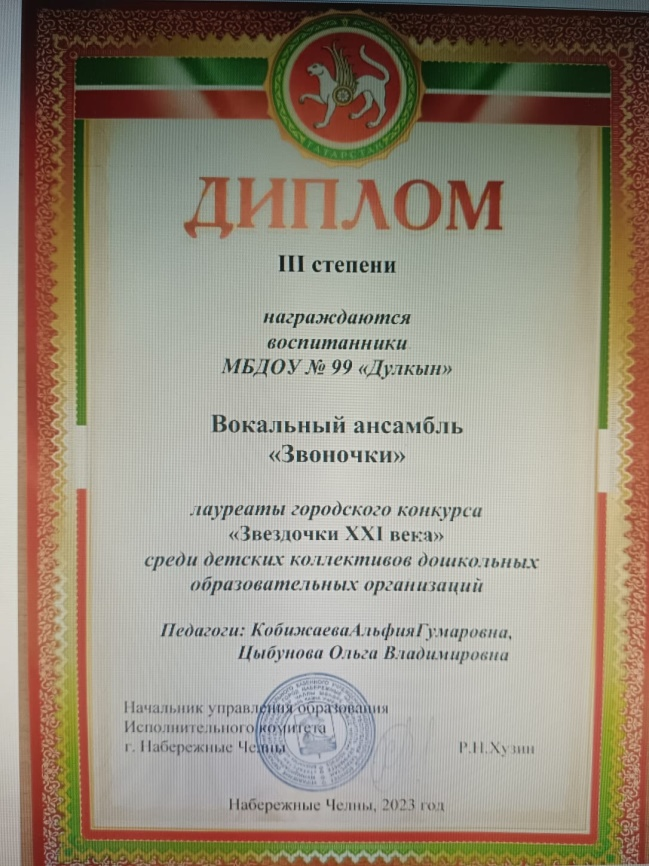 ТАТАРСТАН
ДИПЛОМ
III степени
награждаются
воспитанники
МБДОУ № 99 «Дулкын»
Вокальный ансамбль
«Звоночки»
лауреаты городского конкурса
«Звездочки XXI века»
среди детских коллективов дошкольных
образовательных организаций
Педагоги: КобижаеваАльфияГумаровна,
Цыбунова Ольга Владимировна
Начальник управления образования
Исполнительного комитета
г. Набережные Челны
Р.Н.Хузин
Набережные Челны, 2023 год